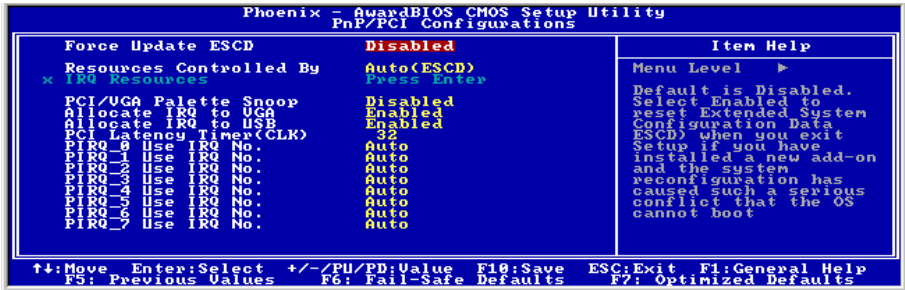 Phoenix - AwardBIOS CMOS Setup Utility
PnP/PCI Configurations
Force Update ESCD Disabled
Resources Controlled By Auto(ESCD)
x IRQ Resources Press Enter
PCI/VGA Palette Snoop Disabled
Allocate IRQ to VGA Enabled
Allocate IRQ to USB Enabled
PCI Latency Timer(CLK) 32
PIRQ_0 Use IRQ No. Auto
PIRQ_1 Use IRQ No. Auto
PIRQ_2 Use IRQ No. Auto
PIRQ_3 Use IRQ No. Auto
PIRQ_4 Use IRQ No. Auto
PIRQ_5 Use IRQ No. Auto
PIRQ_6 Use IRQ No. Auto
PIRQ_7 Use IRQ No. Auto
Item Help
Menu Level ►
Default is Disabled.
Select Enabled to
reset Extended System
Configuration Data
ESCD) when you exit
Setup if you have
installed a new add-on
and the system
reconfiguration has
caused such a serious
conflict that the OS
cannot boot
↑↓:Move Enter:Select +/-/PU/PD:Value F10:Save ESC:Exit F1:General Help
F5: Previous Values F6: Fail-Safe Defaults F7: Optimized Defaults